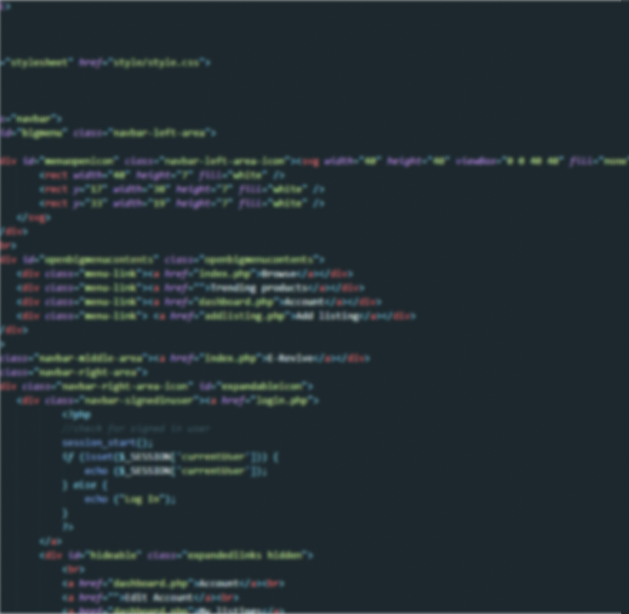 ="stylesheet" href="style/style.css">
="navbar">
id="bigmenu" class="navbar-left-area">
div id="menuopenicon" class="navbar-left-area-icon"><svg width="40" height="40" viewBox="0 0 40 40" fill="none"
<rect width="40" height="7" fill="white" />
<rect y="17" width="30" height="7" fill="white" />
<rect y="33" width="19" height="7" fill="white" />
</svg>
/div>
br>
div id="openbigmenucontents" class="openbigmenucontents">
<div class="menu-link"><a href="index.php">Browse</a></div>
<div class="menu-link"><a href="">Trending products</a></div>
<div class="menu-link"><a href="dashboard.php">Account</a></div>
<div class="menu-link"> <a href="addlisting.php">Add listing</a></div>
/div>
>
class="navbar-middle-area"><a href="index.php">E-Revive</a></div>
class="navbar-right-area">
div class="navbar-right-area-icon" id="expandableicon">
<div class="navbar-signedinuser"><a href="login.php">
<?php
//check for signed in user
session_start();
if (isset($_SESSION['currentUser'])) {
echo ($_SESSION['currentUser']);
} else {
echo ("Log In");
}
?>
</a>
<div id="hideable" class="expandedlinks hidden">
<br>
<a href="dashboard.php">Account</a><br>
<a href="">Edit Account</a><br>
<a href="dashboard.php">My listings</a>